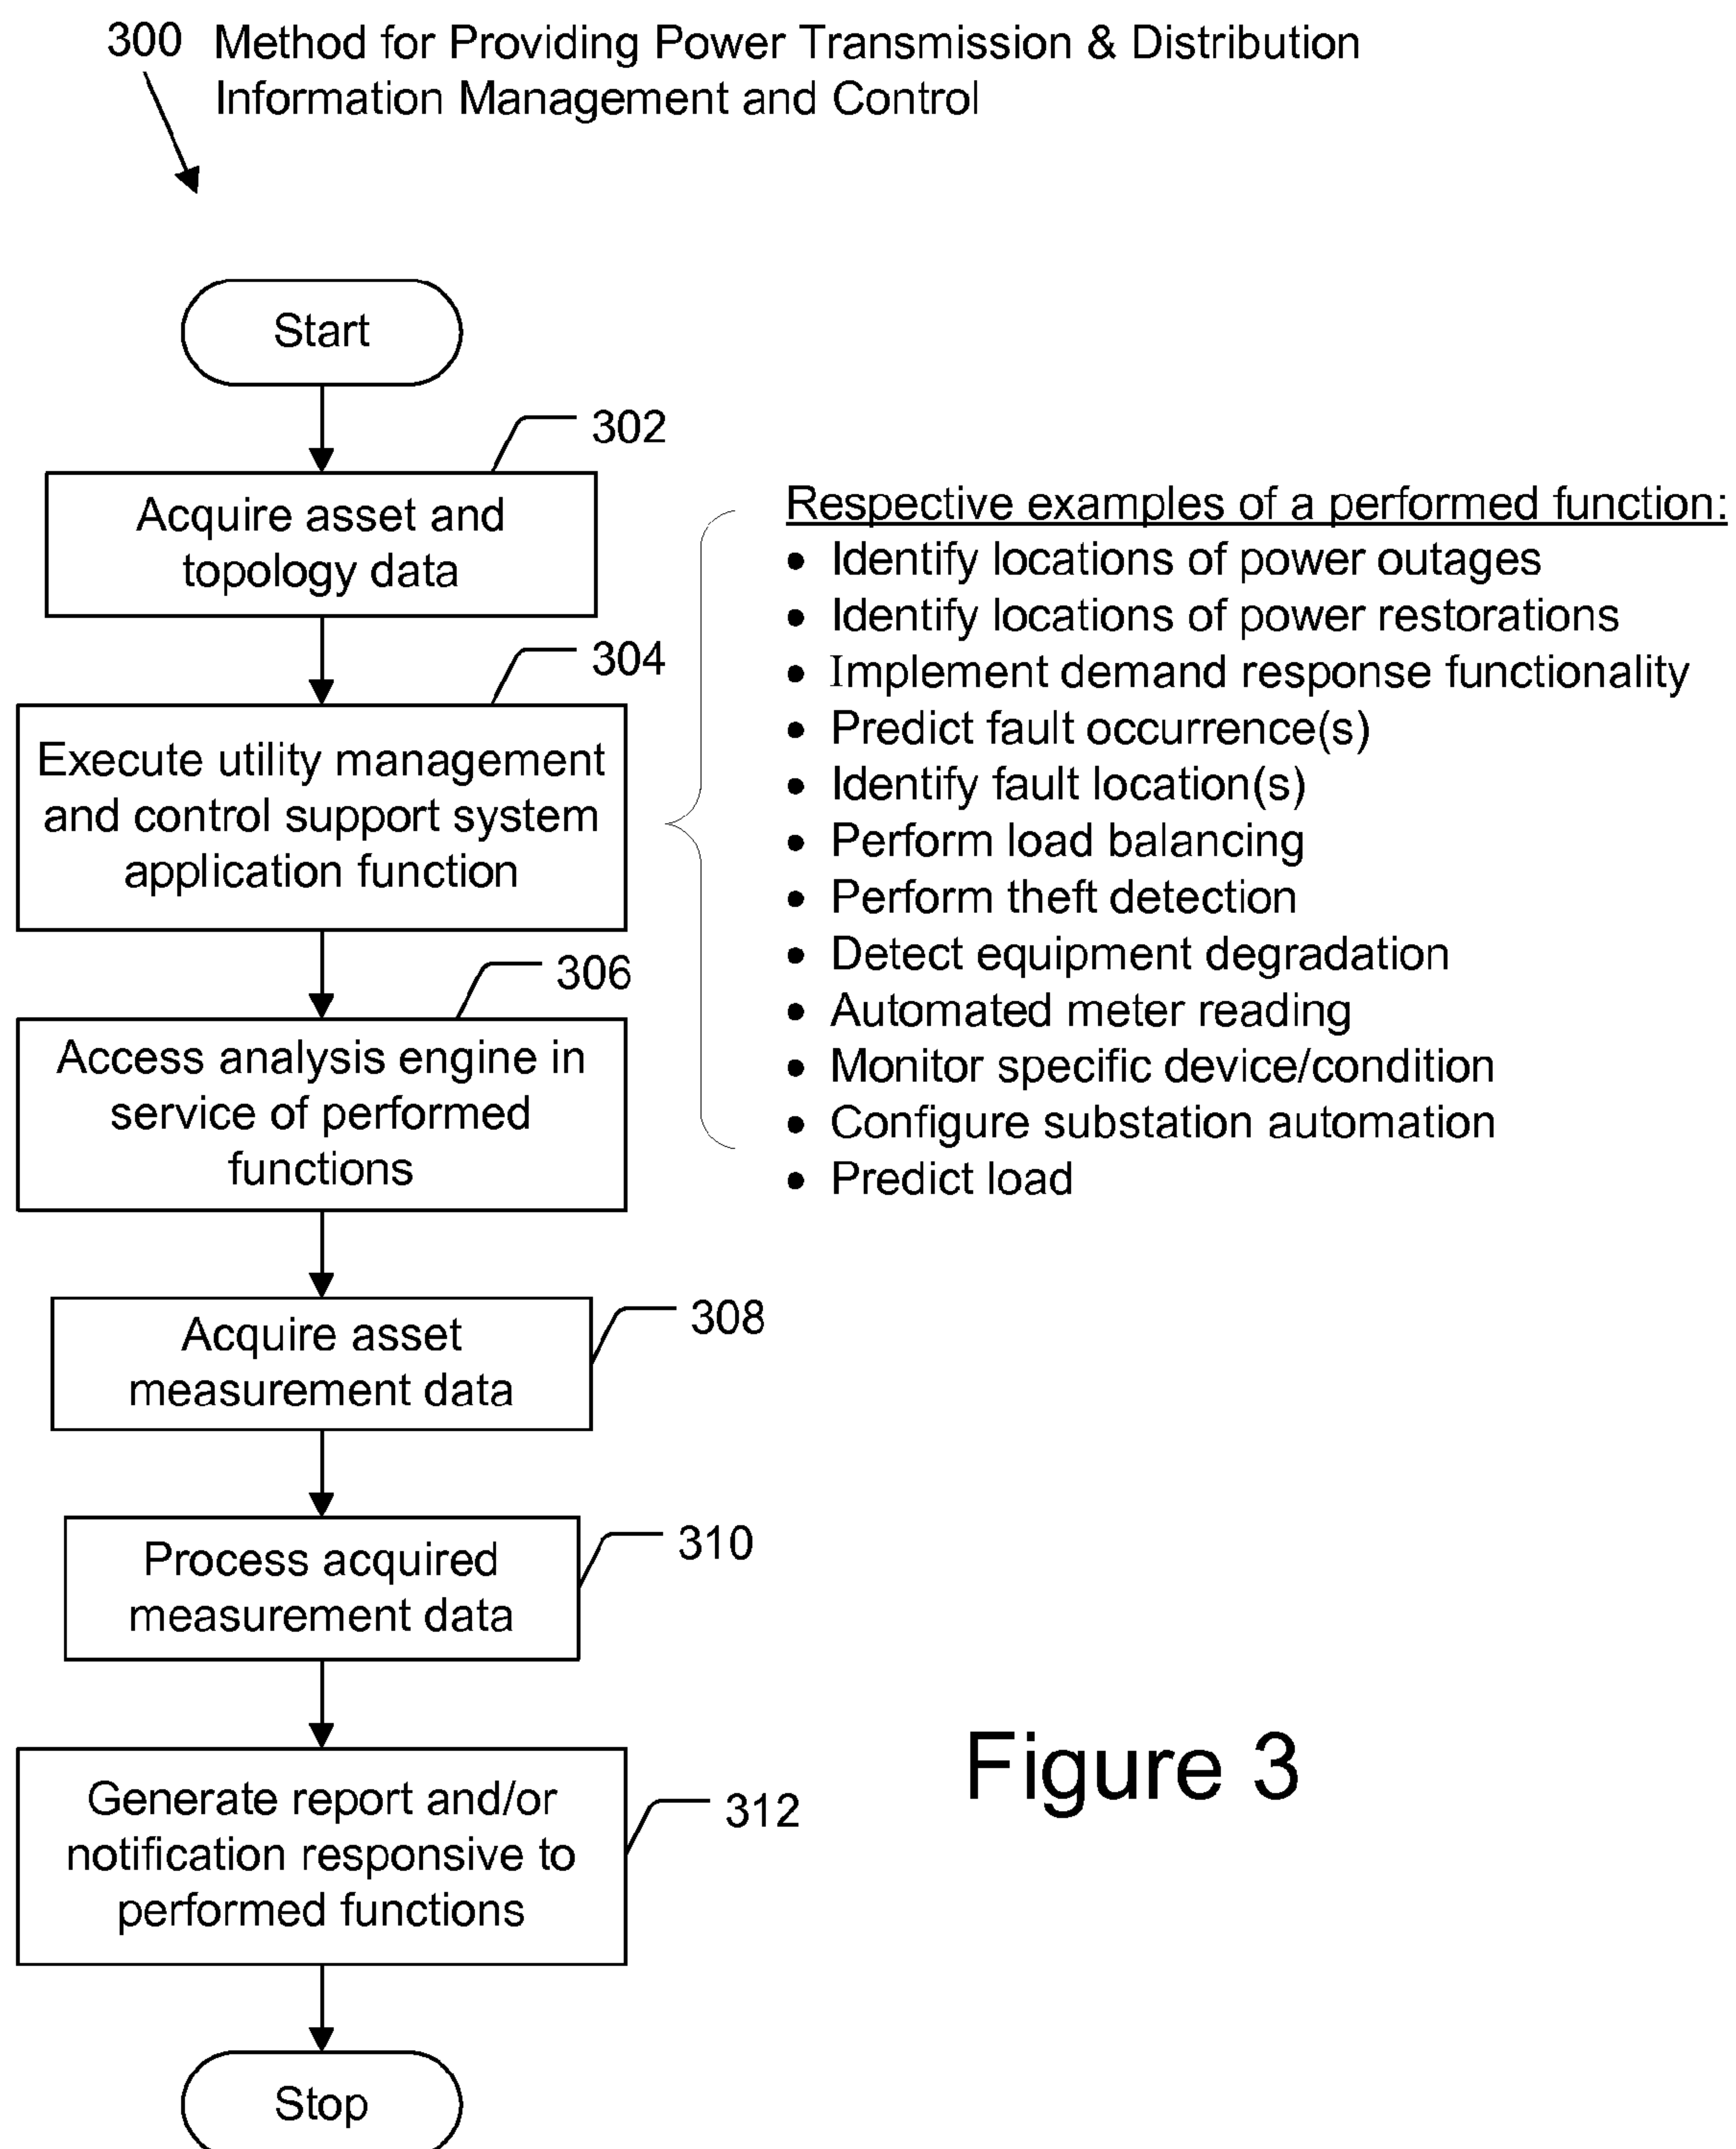 300 Method for Providing Power Transmission & Distribution
Information Management and Control
Start
302
Acquire asset and
topology data
304
Execute utility management
and control support system
application function
Respective examples of a performed function:
• Identify locations of power outages
• Identify locations of power restorations
• Implement demand response functionality
• Predict fault occurrence(s)
• Identify fault location(s)
• Perform load balancing
• Perform theft detection
• Detect equipment degradation
• Automated meter reading
• Monitor specific device/condition
• Configure substation automation
• Predict load
306
Access analysis engine in
service of performed
functions
308
Acquire asset
measurement data
310
Process acquired
measurement data
312
Generate report and/or
notification responsive to
performed functions
Stop
Figure 3